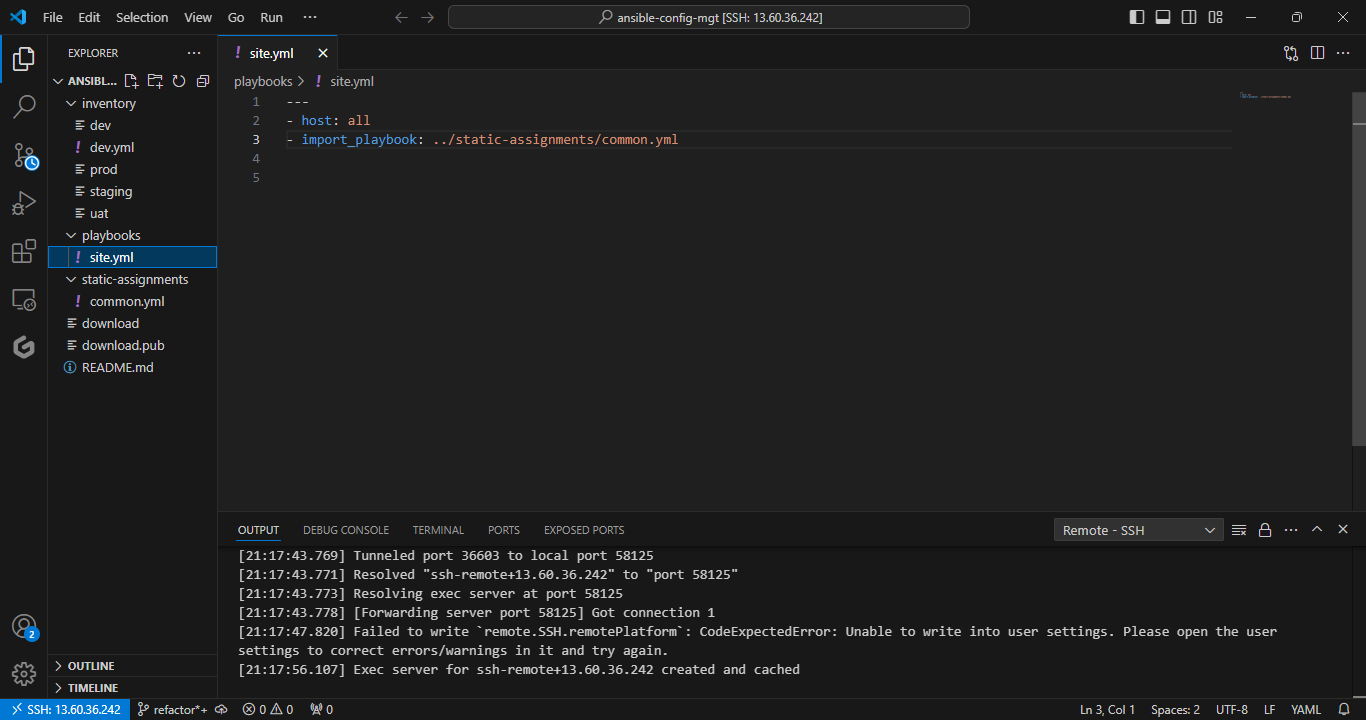 File Edit Selection View Go Run ···
ansible-config-mgt [SSH: 13.60.36.242]
EXPLORER ···
ANSIBL...
inventory
dev
dev.yml
prod
staging
uat
playbooks
site.yml
static-assignments
common.yml
download
download.pub
README.md
OUTLINE
TIMELINE
! site.yml
playbooks > ! site.yml
1 ---
2 - host: all
3 - import_playbook: ../static-assignments/common.yml
4
5
OUTPUT DEBUG CONSOLE TERMINAL PORTS EXPOSED PORTS
Remote - SSH
[21:17:43.769] Tunneled port 36603 to local port 58125
[21:17:43.771] Resolved "ssh-remote+13.60.36.242" to "port 58125"
[21:17:43.773] Resolving exec server at port 58125
[21:17:43.778] [Forwarding server port 58125] Got connection 1
[21:17:47.820] Failed to write `remote.SSH.remotePlatform`: CodeExpectedError: Unable to write into user settings. Please open the user
settings to correct errors/warnings in it and try again.
[21:17:56.107] Exec server for ssh-remote+13.60.36.242 created and cached
2
SSH: 13.60.36.242 refactor*+ 0 0 0 Ln 3, Col 1 Spaces: 2 UTF-8 LF YAML